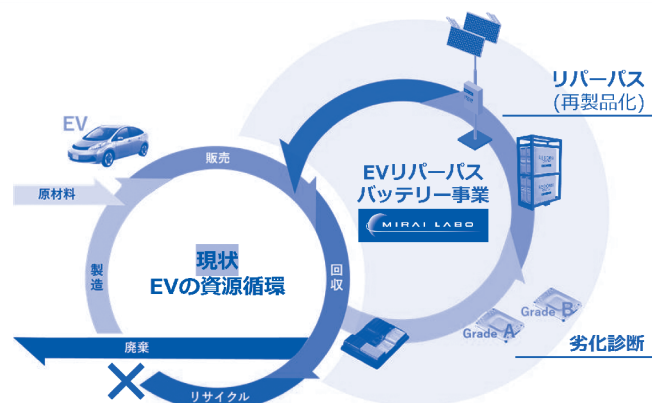 リパーパス
(再製品化)
EV
販売
原材料
EVリパーパス
バッテリー事業
MIRAI LABO
現状
EVの資源循環
製造
回収
Grade A
Grade B
劣化診断
廃棄
リサイクル